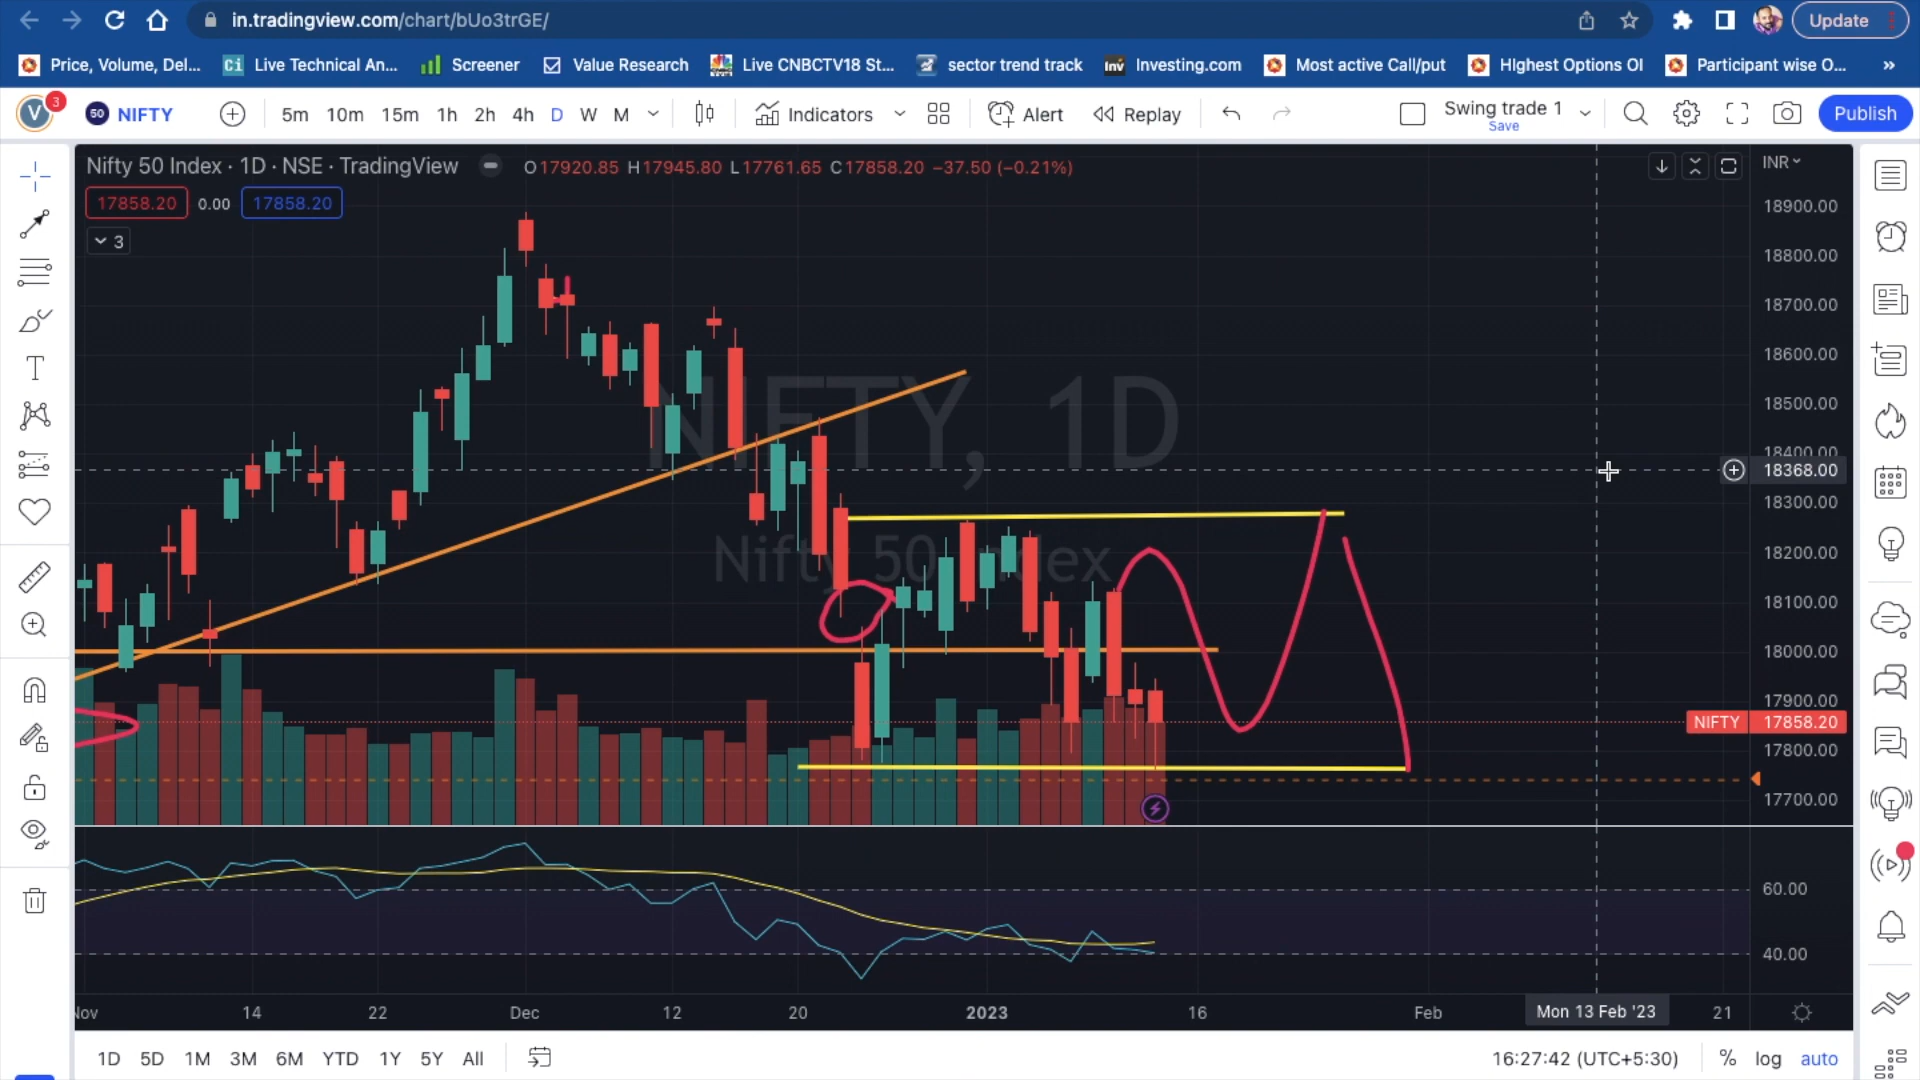 in.tradingview.com/chart/bUo3trGE/
Update
Price, Volume, Del...
Ci Live Technical An...
Screener
Value Research
Live CNBCTV18 St...
sector trend track
Inv Investing.com
Most active Call/put
HIghest Options OI
Participant wise O...
»
V 3
50 NIFTY
5m 10m 15m 1h 2h 4h D W M
Indicators
Alert
Replay
Swing trade 1
Save
Publish
Nifty 50 Index · 1D · NSE · TradingView
O17920.85 H17945.80 L17761.65 C17858.20 −37.50 (−0.21%)
INR
17858.20 0.00 17858.20
3
NIFTY, 1D
Nifty 50 Index
18900.00
18800.00
18700.00
18600.00
18500.00
18400.00
18368.00
18300.00
18200.00
18100.00
18000.00
17900.00
NIFTY 17858.20
17800.00
17700.00
60.00
40.00
Nov 14 22 Dec 12 20 2023 16 Feb Mon 13 Feb '23 21
1D 5D 1M 3M 6M YTD 1Y 5Y All
16:27:42 (UTC+5:30) % log auto